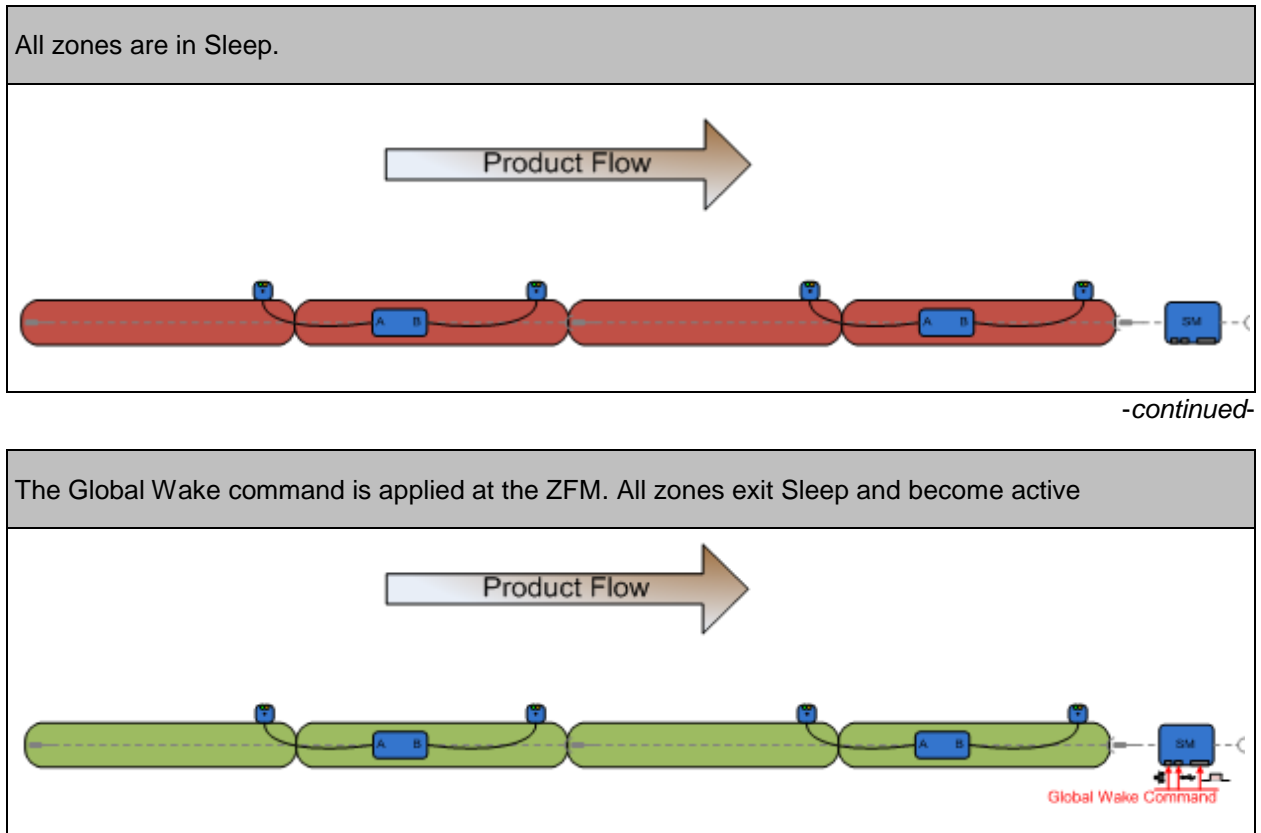 All zones are in Sleep.
Product Flow
A B
A B
SM
-continued-
The Global Wake command is applied at the ZFM. All zones exit Sleep and become active
Product Flow
A B
A B
SM
Global Wake Command